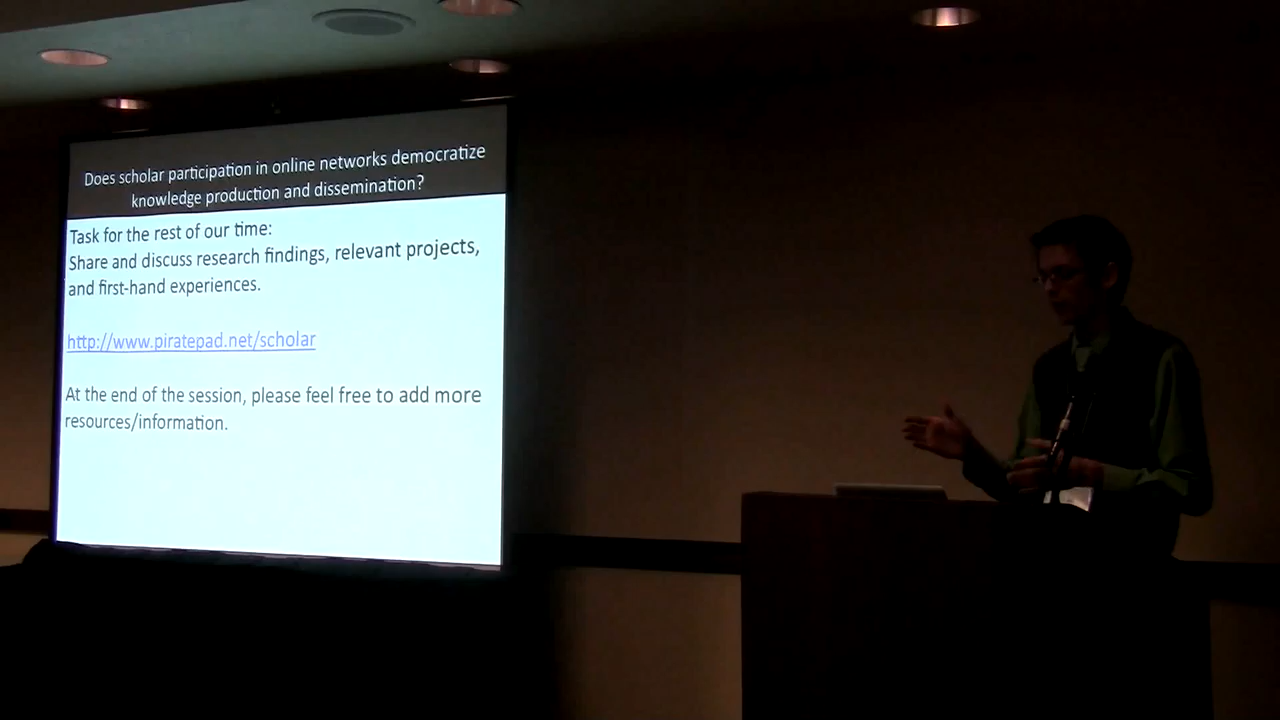 Does scholar participation in online networks democratize
knowledge production and dissemination?
Task for the rest of our time:
Share and discuss research findings, relevant projects,
and first-hand experiences.
http://www.piratepad.net/scholar
At the end of the session, please feel free to add more
resources/information.